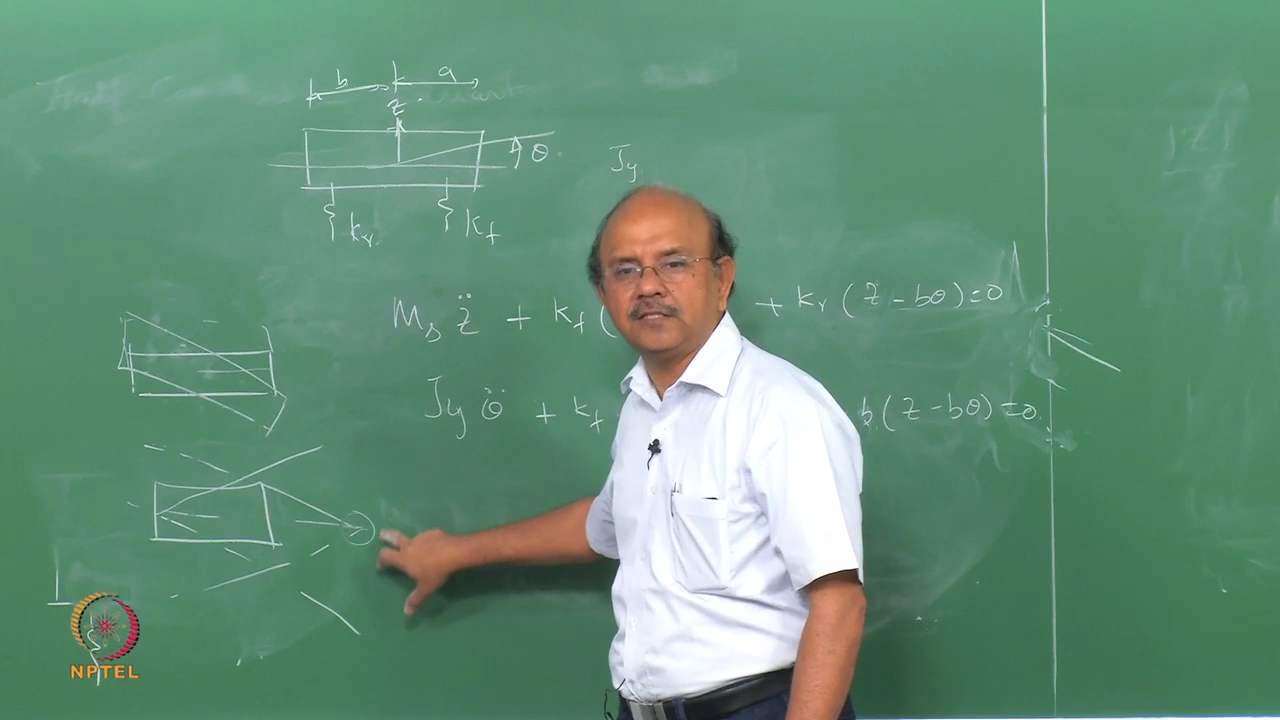 b a
z
θ
Jy
kr kf
Ms z̈ + kf ( + kr (z - bθ) = 0
Jy θ̈ + kf b (z - bθ) = 0
NPTEL